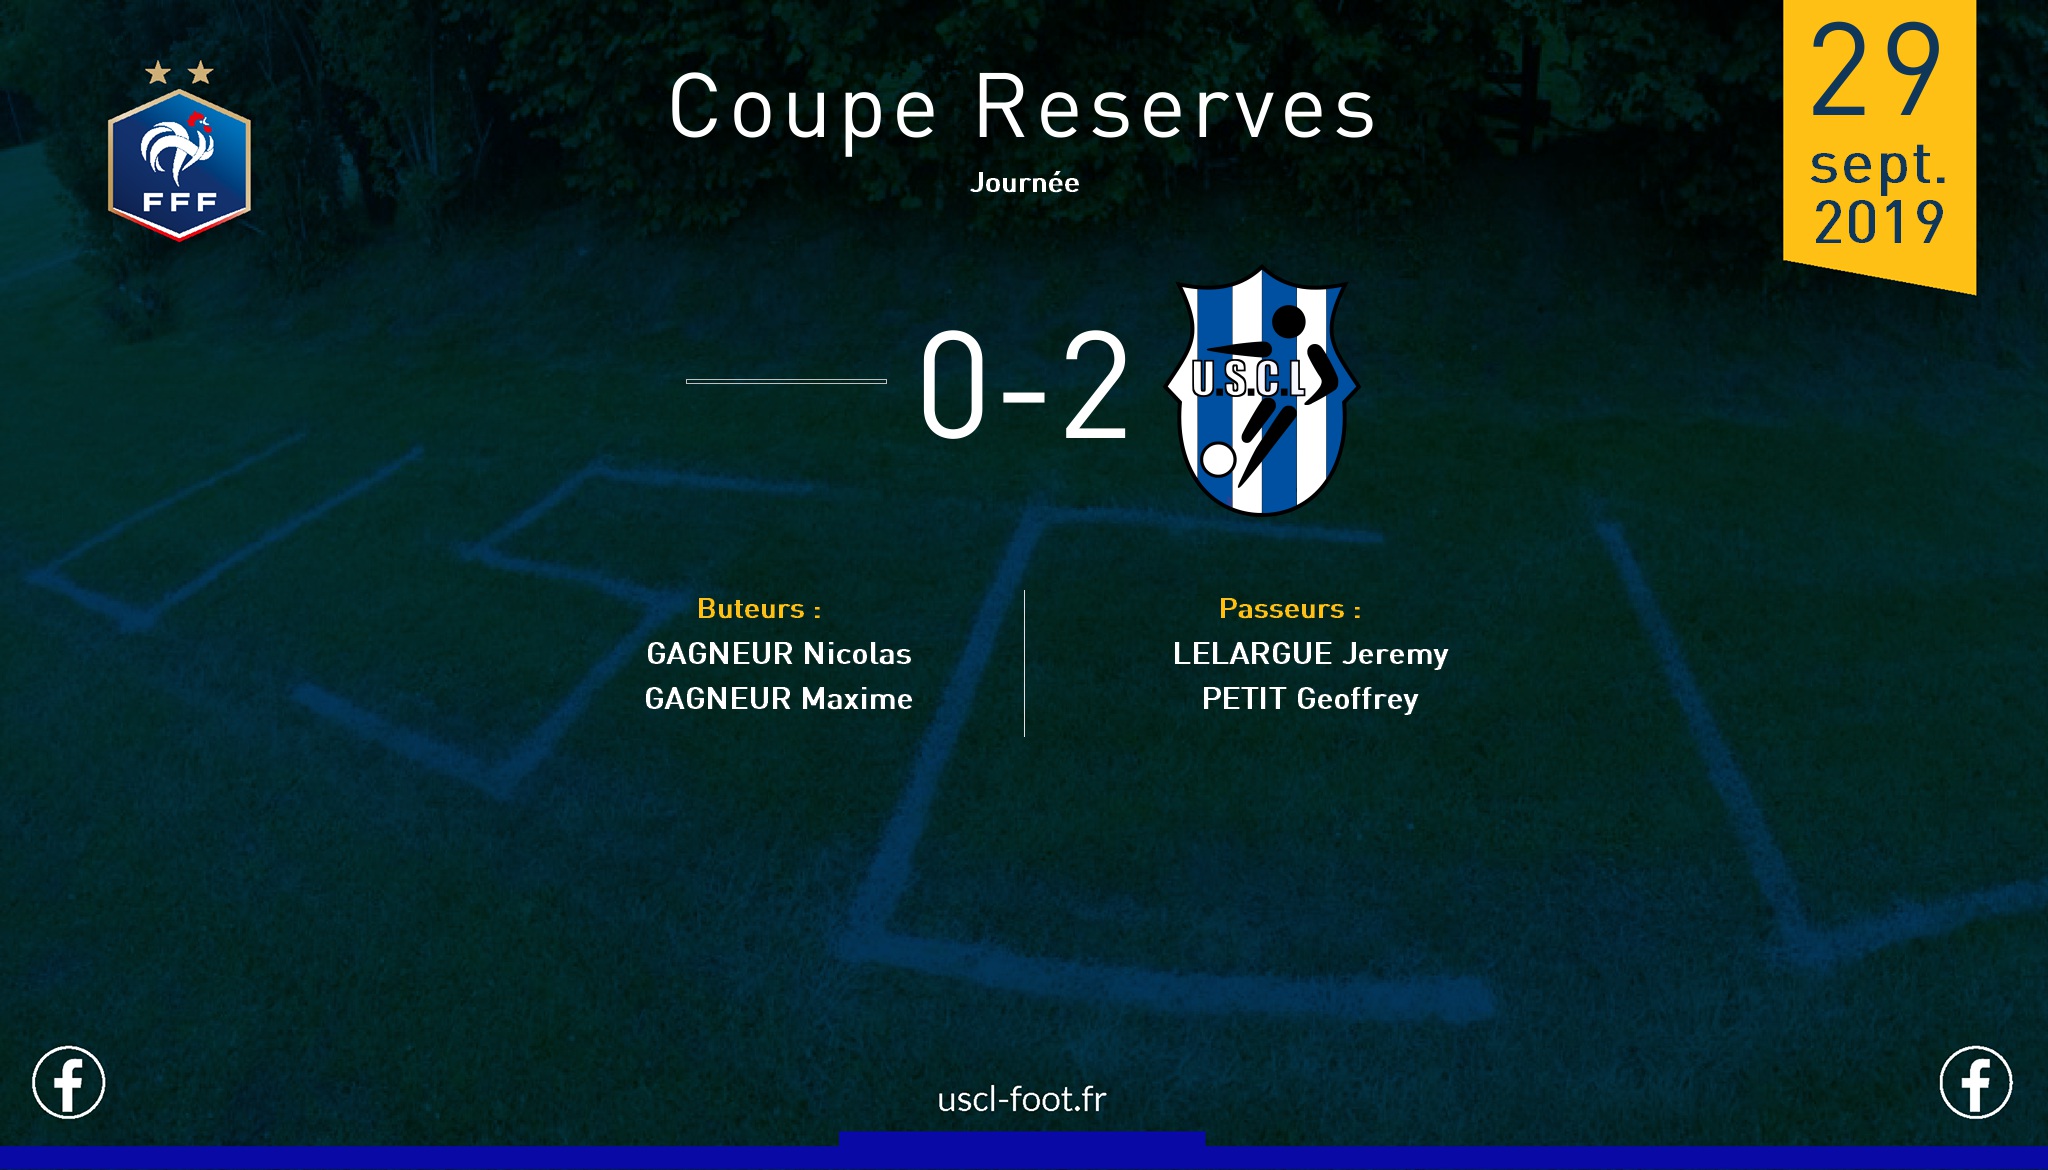 Coupe Reserves
Journée
29
sept.
2019
FFF
0-2
U.S.C.L
Buteurs :
GAGNEUR Nicolas
GAGNEUR Maxime
Passeurs :
LELARGUE Jeremy
PETIT Geoffrey
USCL
uscl-foot.fr